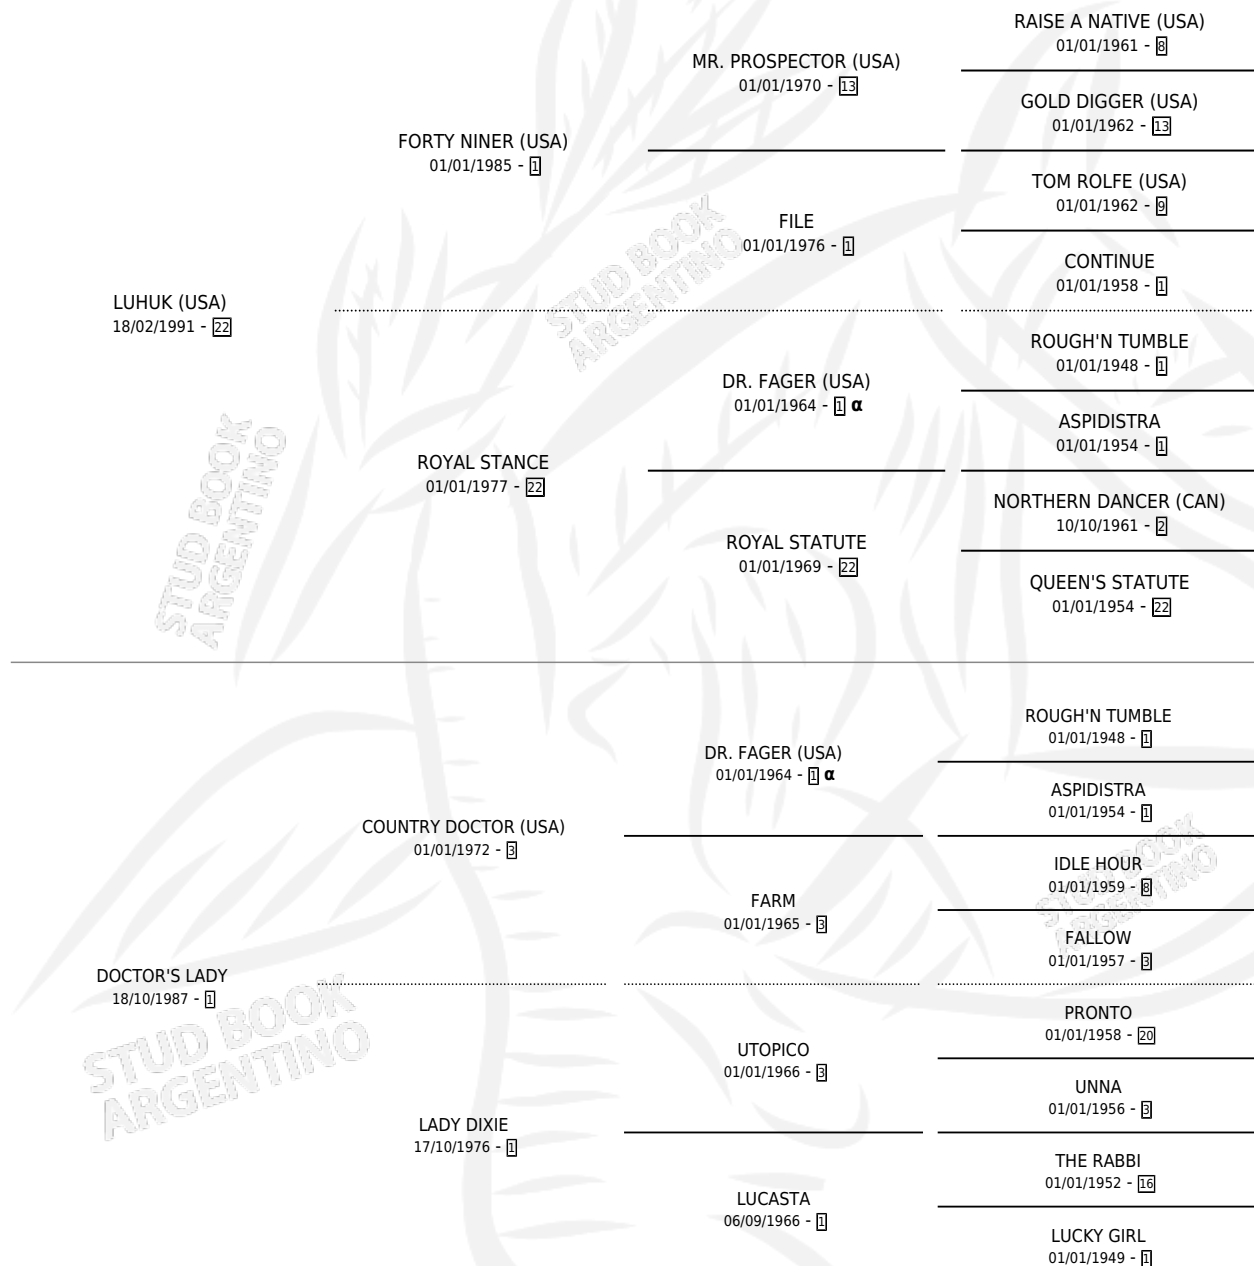 RAISE A NATIVE (USA)
01/01/1961 - 8
MR. PROSPECTOR (USA)
01/01/1970 - 13
GOLD DIGGER (USA)
01/01/1962 - 13
FORTY NINER (USA)
01/01/1985 - 1
TOM ROLFE (USA)
01/01/1962 - 9
FILE
01/01/1976 - 1
CONTINUE
01/01/1958 - 1
LUHUK (USA)
18/02/1991 - 22
ROUGH'N TUMBLE
01/01/1948 - 1
DR. FAGER (USA)
01/01/1964 - 1 α
ASPIDISTRA
01/01/1954 - 1
ROYAL STANCE
01/01/1977 - 22
NORTHERN DANCER (CAN)
10/10/1961 - 2
ROYAL STATUTE
01/01/1969 - 22
QUEEN'S STATUTE
01/01/1954 - 22
ROUGH'N TUMBLE
01/01/1948 - 1
DR. FAGER (USA)
01/01/1964 - 1 α
ASPIDISTRA
01/01/1954 - 1
COUNTRY DOCTOR (USA)
01/01/1972 - 3
IDLE HOUR
01/01/1959 - 8
FARM
01/01/1965 - 3
FALLOW
01/01/1957 - 3
DOCTOR'S LADY
18/10/1987 - 1
PRONTO
01/01/1958 - 20
UTOPICO
01/01/1966 - 3
UNNA
01/01/1956 - 3
LADY DIXIE
17/10/1976 - 1
THE RABBI
01/01/1952 - 16
LUCASTA
06/09/1966 - 1
LUCKY GIRL
01/01/1949 - 1
STUD BOOK
ARGENTINO
STUD BOOK
ARGENTINO
STUD BOOK
ARGENTINO
STUD BOOK
ARGENTINO